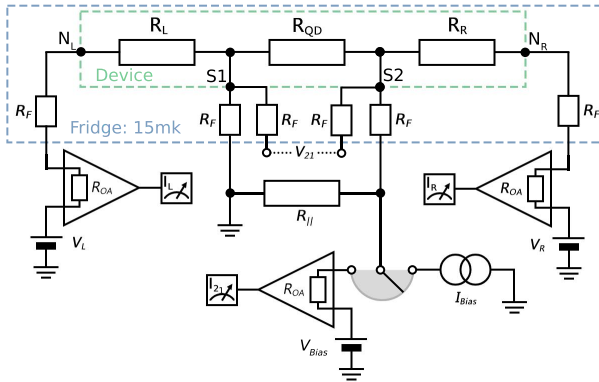 R_L R_QD R_R
N_L N_R
Device S1 S2
R_F R_F R_F R_F R_F R_F
Fridge: 15mk
V_21
R_OA I_L I_R R_OA
R_ll
V_L V_R
I_21 R_OA
I_Bias
V_Bias